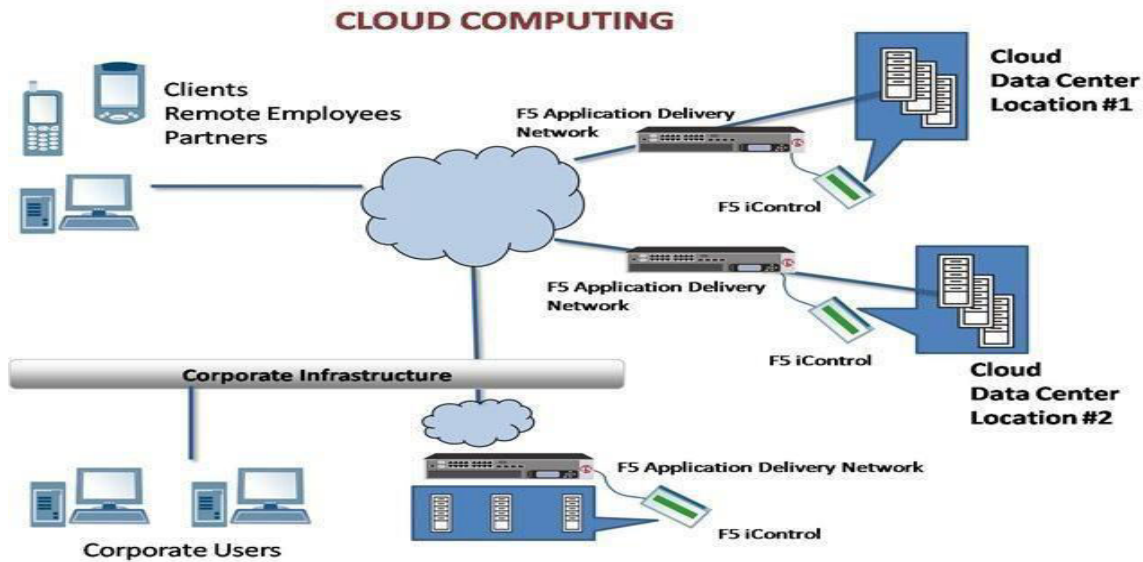 CLOUD COMPUTING
Clients
Remote Employees
Partners
F5 Application Delivery
Network
F5 iControl
Cloud
Data Center
Location #1
F5 Application Delivery
Network
F5 iControl
Cloud
Data Center
Location #2
Corporate Infrastructure
F5 Application Delivery Network
F5 iControl
Corporate Users